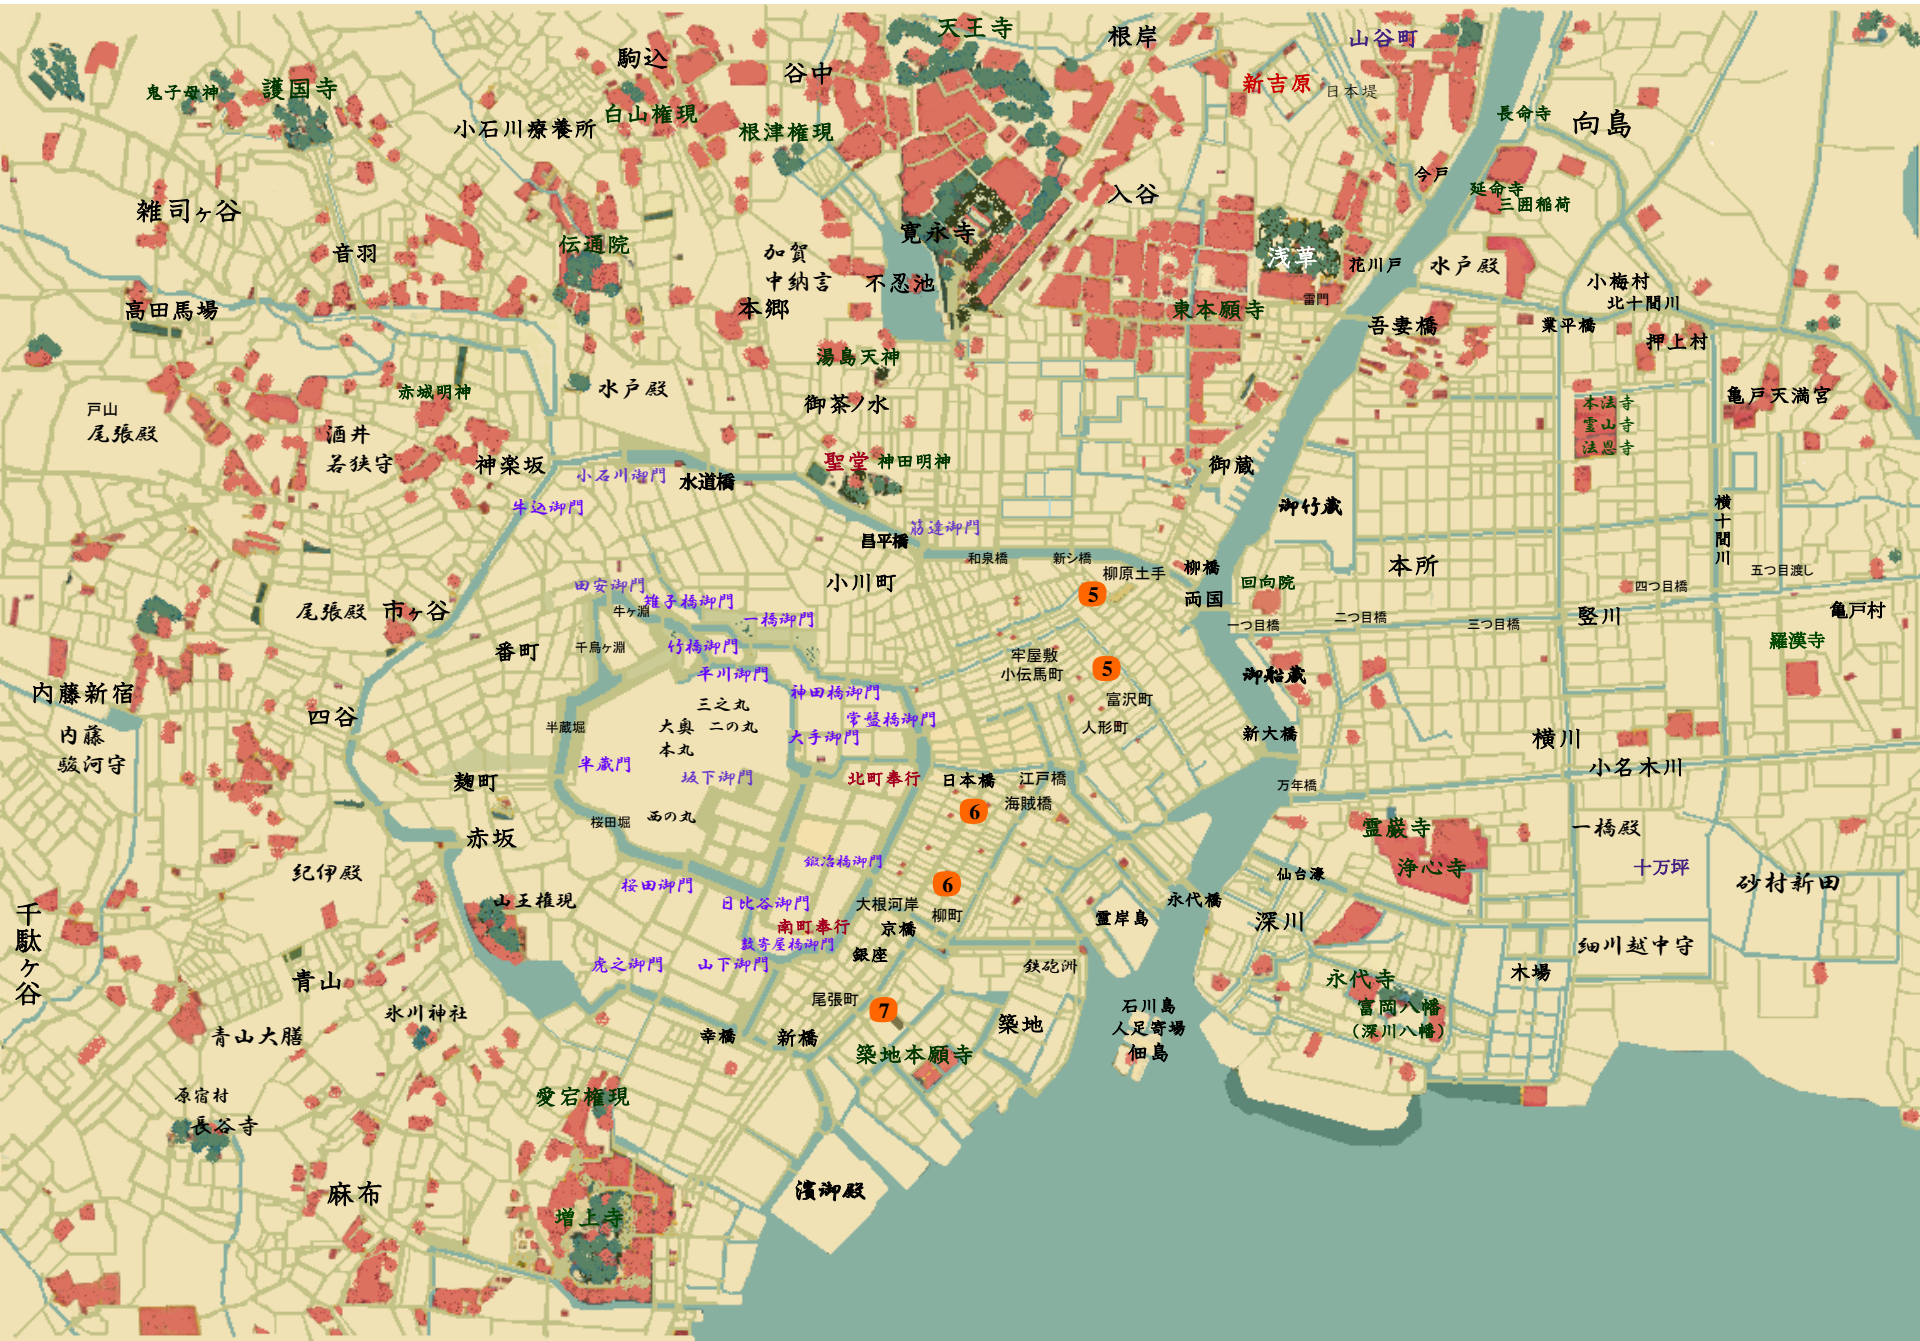 天王寺
根岸
山谷町
駒込
谷中
新吉原
日本堤
鬼子母神
護国寺
白山権現
小石川療養所
根津権現
長命寺
向島
今戸
延命寺
三囲稲荷
入谷
雑司ヶ谷
音羽
伝通院
寛永寺
加賀
中納言
不忍池
本郷
浅草
花川戸
水戸殿
雷門
小梅村
北十間川
高田馬場
東本願寺
吾妻橋
業平橋
押上村
湯島天神
赤城明神
水戸殿
御茶ノ水
亀戸天満宮
本法寺
霊山寺
法恩寺
戸山
尾張殿
酒井
若狭守
神楽坂
小石川御門
水道橋
聖堂
神田明神
御蔵
牛込御門
御竹蔵
横十間川
筋違御門
昌平橋
和泉橋
新シ橋
柳原土手
柳橋
本所
小川町
田安御門
雉子橋御門
牛ヶ淵
一橋御門
5
両国
回向院
五つ目渡し
四つ目橋
尾張殿
市ヶ谷
一つ目橋
二つ目橋
三つ目橋
竪川
亀戸村
羅漢寺
番町
千鳥ヶ淵
竹橋御門
平川御門
牢屋敷
小伝馬町
5
御船蔵
内藤新宿
神田橋御門
富沢町
四谷
三之丸
大奥
二の丸
本丸
常盤橋御門
大手御門
人形町
半蔵堀
新大橋
横川
内藤
駿河守
半蔵門
坂下御門
北町奉行
日本橋
江戸橋
小名木川
麹町
万年橋
海賊橋
6
西の丸
桜田堀
赤坂
霊巌寺
一橋殿
浄心寺
十万坪
砂村新田
鍛冶橋御門
紀伊殿
桜田御門
仙台濠
6
山王権現
日比谷御門
大根河岸
柳町
永代橋
霊岸島
深川
千駄ヶ谷
南町奉行
京橋
数寄屋橋御門
銀座
細川越中守
虎之御門
山下御門
鉄砲洲
木場
青山
永代寺
尾張町
7
石川島
人足寄場
佃島
富岡八幡
(深川八幡)
氷川神社
築地
青山大膳
幸橋
新橋
築地本願寺
原宿村
長谷寺
愛宕権現
麻布
濱御殿
増上寺